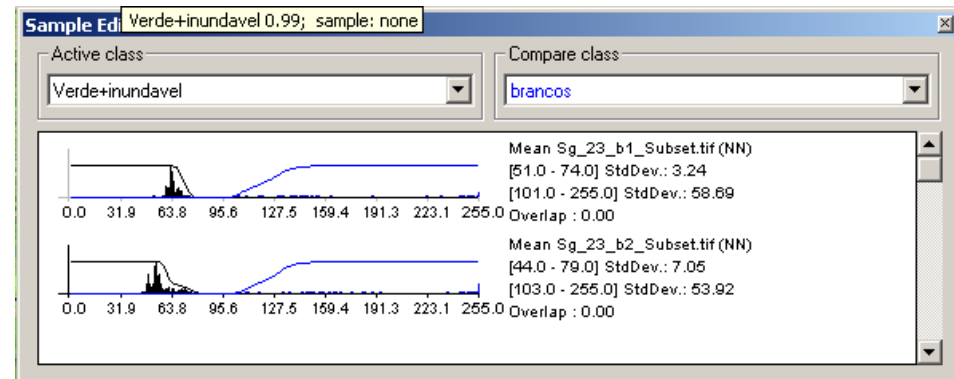 Verde+inundavel 0.99;  sample: none
Sample Edi
Active class
Compare class
Verde+inundavel
brancos
Mean Sg_23_b1_Subset.tif (NN)
[51.0 - 74.0] StdDev.: 3.24
[101.0 - 255.0] StdDev.: 58.69
0.0 31.9 63.8 95.6 127.5 159.4 191.3 223.1 255.0 Overlap : 0.00
Mean Sg_23_b2_Subset.tif (NN)
[44.0 - 79.0] StdDev.: 7.05
[103.0 - 255.0] StdDev.: 53.92
0.0 31.9 63.8 95.6 127.5 159.4 191.3 223.1 255.0 Overlap : 0.00